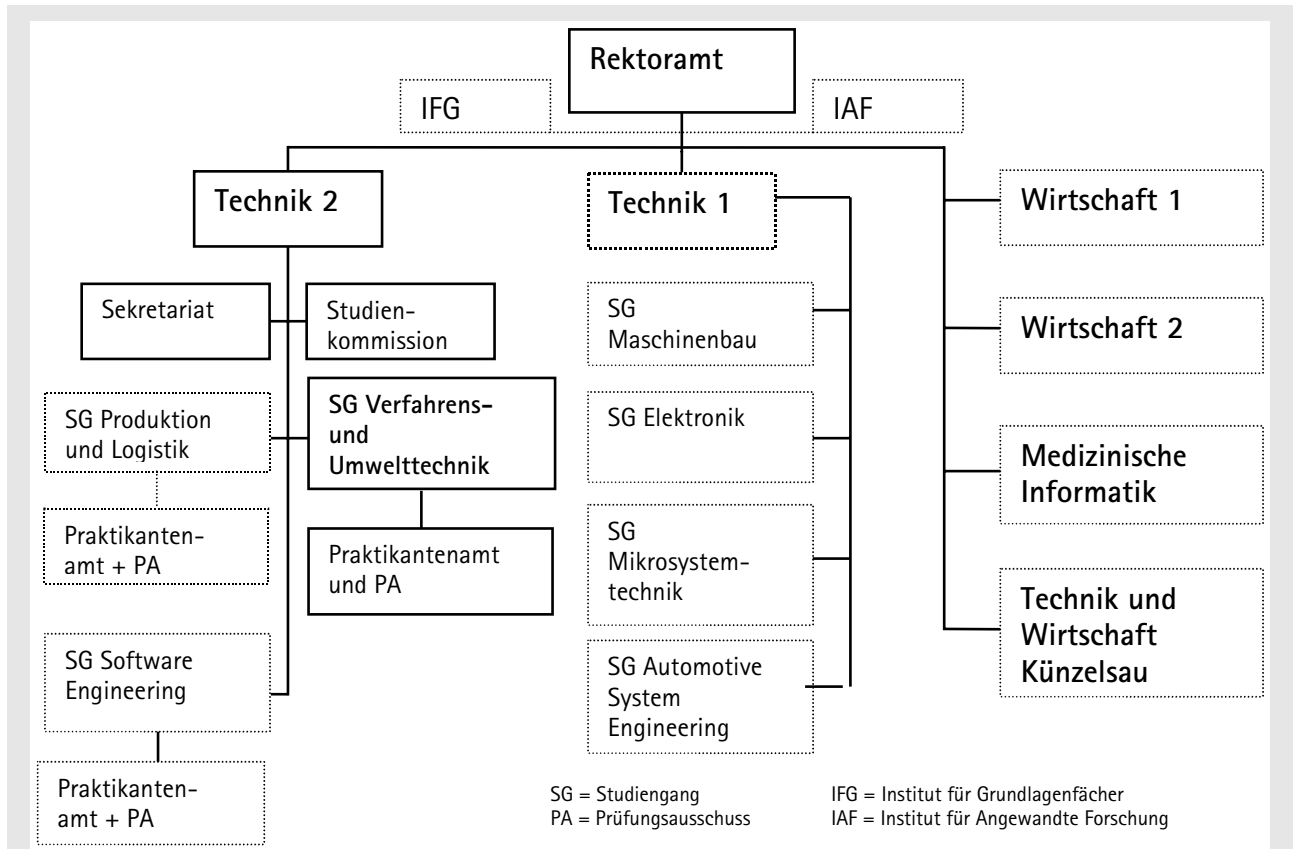 Rektoramt
IFG
IAF
Technik 2
Technik 1
Wirtschaft 1
Sekretariat
Studien-
kommission
SG
Maschinenbau
Wirtschaft 2
SG Produktion
und Logistik
SG Verfahrens-
und
Umwelttechnik
SG Elektronik
Medizinische
Informatik
Praktikanten-
amt + PA
Praktikantenamt
und PA
SG
Mikrosystem-
technik
Technik und
Wirtschaft
Künzelsau
SG Software
Engineering
SG Automotive
System
Engineering
Praktikanten-
amt + PA
SG = Studiengang
PA = Prüfungsausschuss
IFG = Institut für Grundlagenfächer
IAF = Institut für Angewandte Forschung